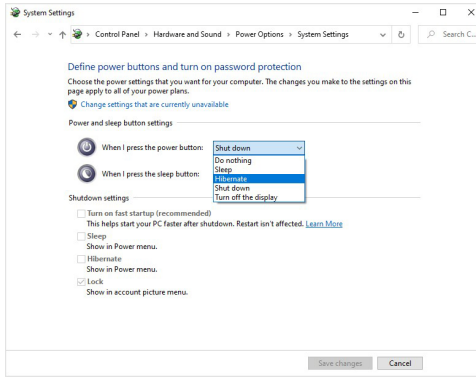 System Settings
Control Panel > Hardware and Sound > Power Options > System Settings
Search C...
Define power buttons and turn on password protection
Choose the power settings that you want for your computer. The changes you make to the settings on this
page apply to all of your power plans.
Change settings that are currently unavailable
Power and sleep button settings
When I press the power button: Shut down
Do nothing
Sleep
When I press the sleep button: Hibernate
Shut down
Turn off the display
Shutdown settings
Turn on fast startup (recommended)
This helps start your PC faster after shutdown. Restart isn't affected. Learn More
Sleep
Show in Power menu.
Hibernate
Show in Power menu.
Lock
Show in account picture menu.
Save changes Cancel